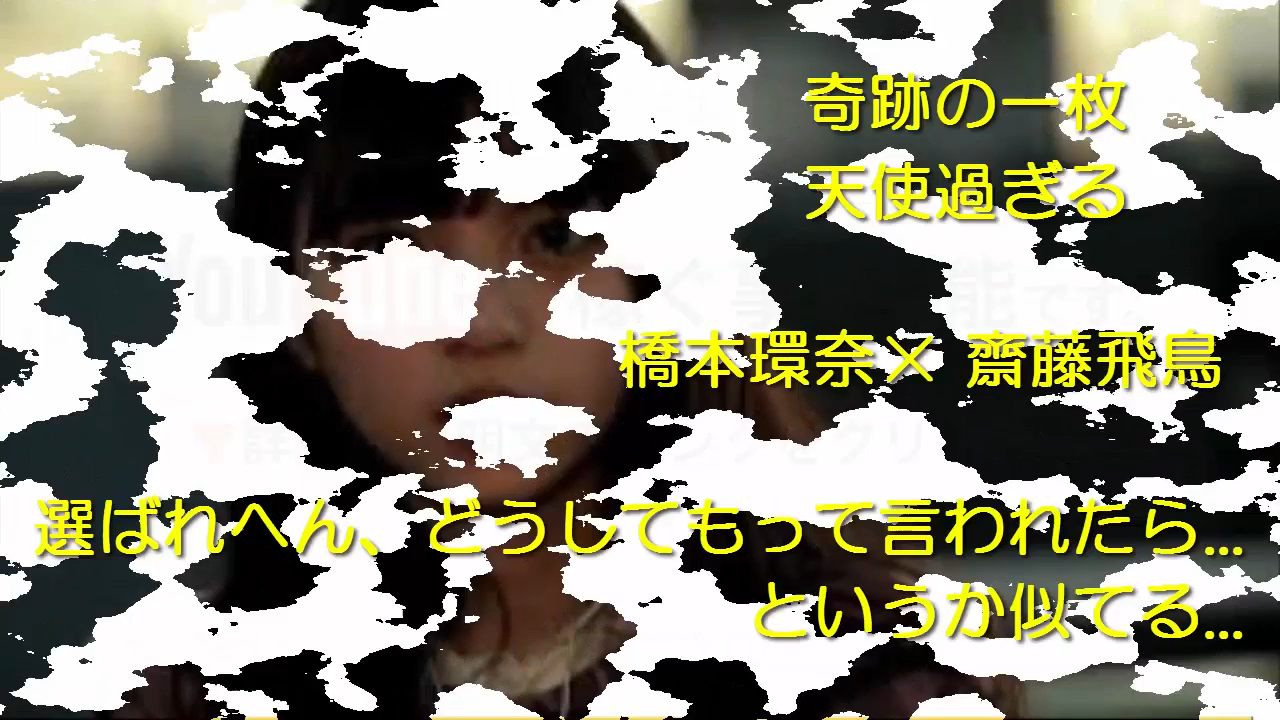 奇跡の一枚
天使過ぎる
橋本環奈× 齋藤飛鳥
選ばれへん、どうしてもって言われたら...
というか似てる...